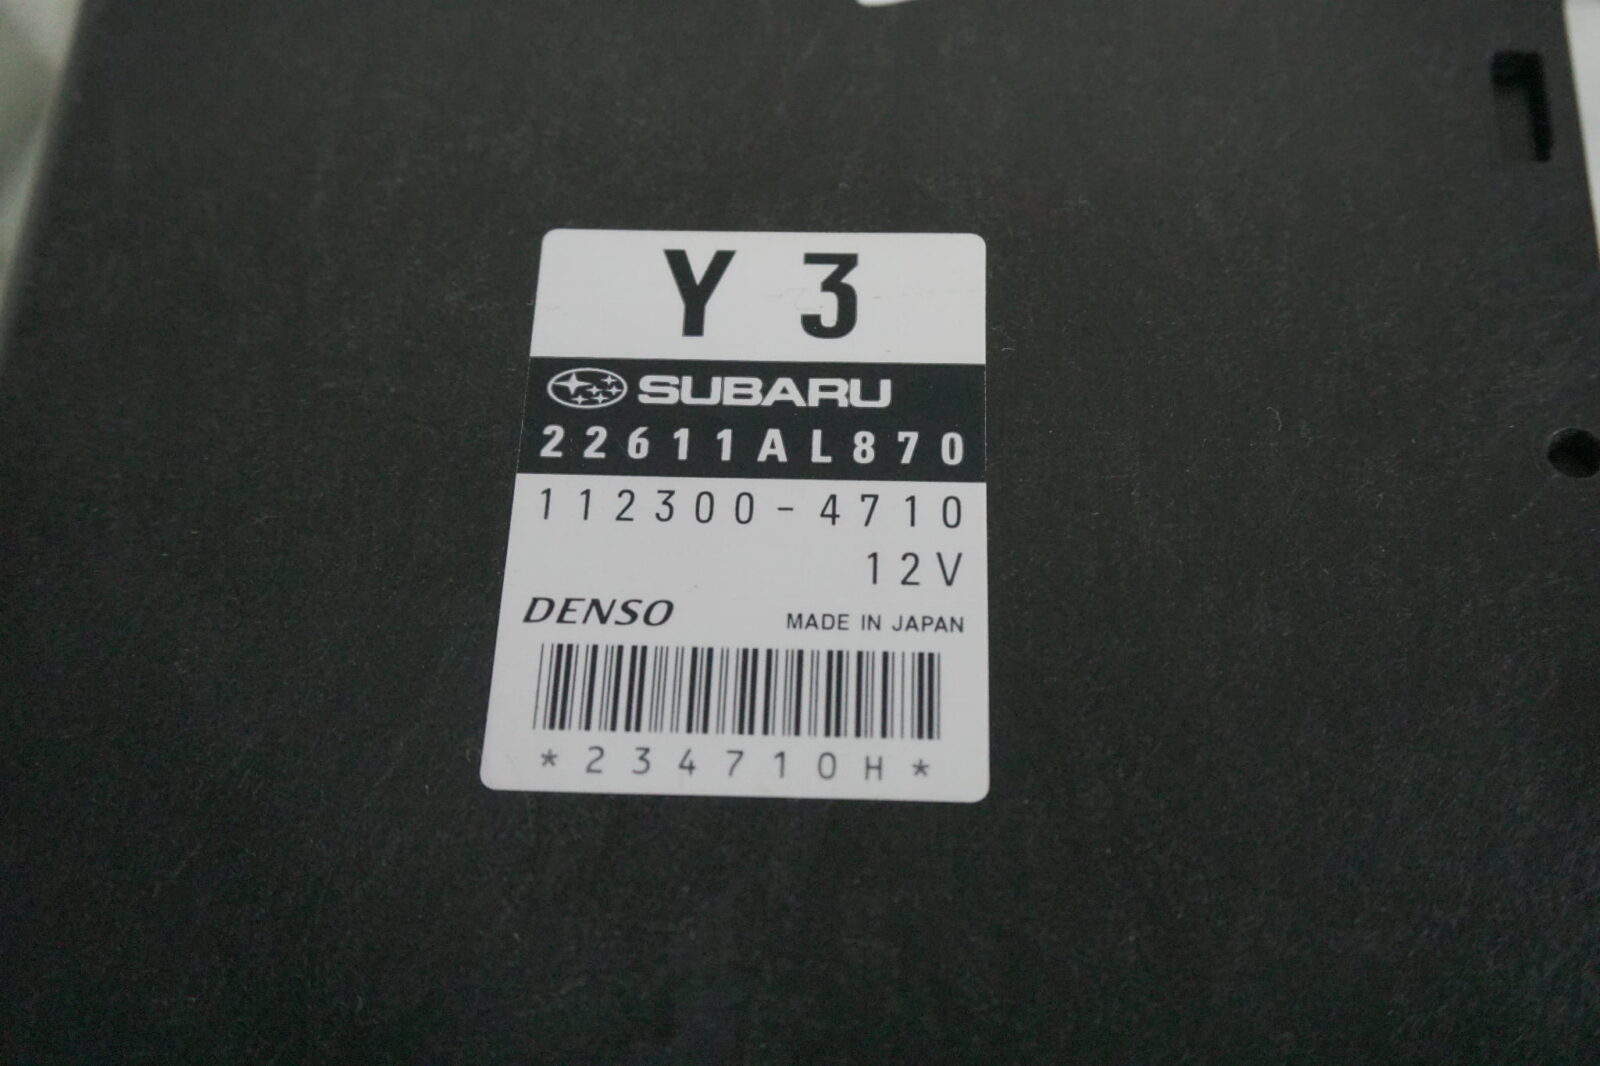 Y 3
SUBARU
22611AL870
112300-4710
12V
DENSO MADE IN JAPAN
*234710H*